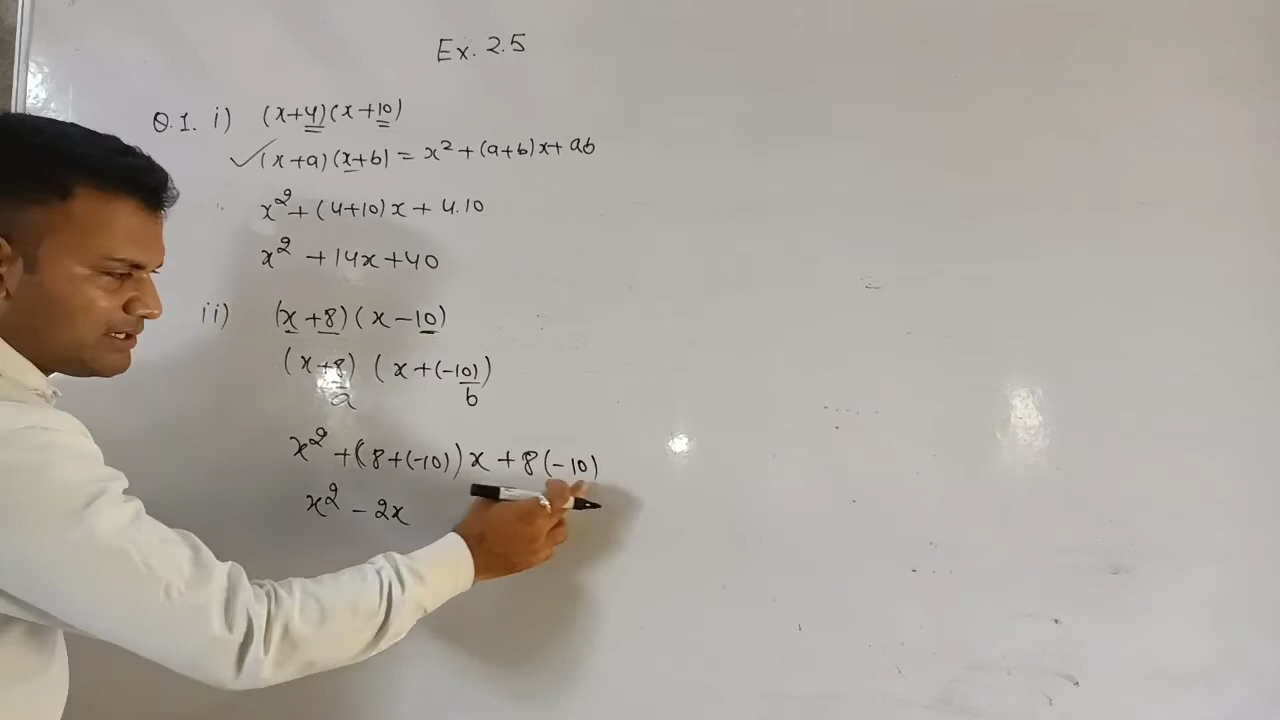 Ex. 2.5
Q.1. i) (x+4)(x+10)
✓(x+a)(x+b) = x²+(a+b)x+ab
x²+(4+10)x+4.10
x²+14x+40
ii) (x+8)(x-10)
(x+8) (x+(-10))
a b
x²+(8+(-10))x+8(-10)
x²-2x